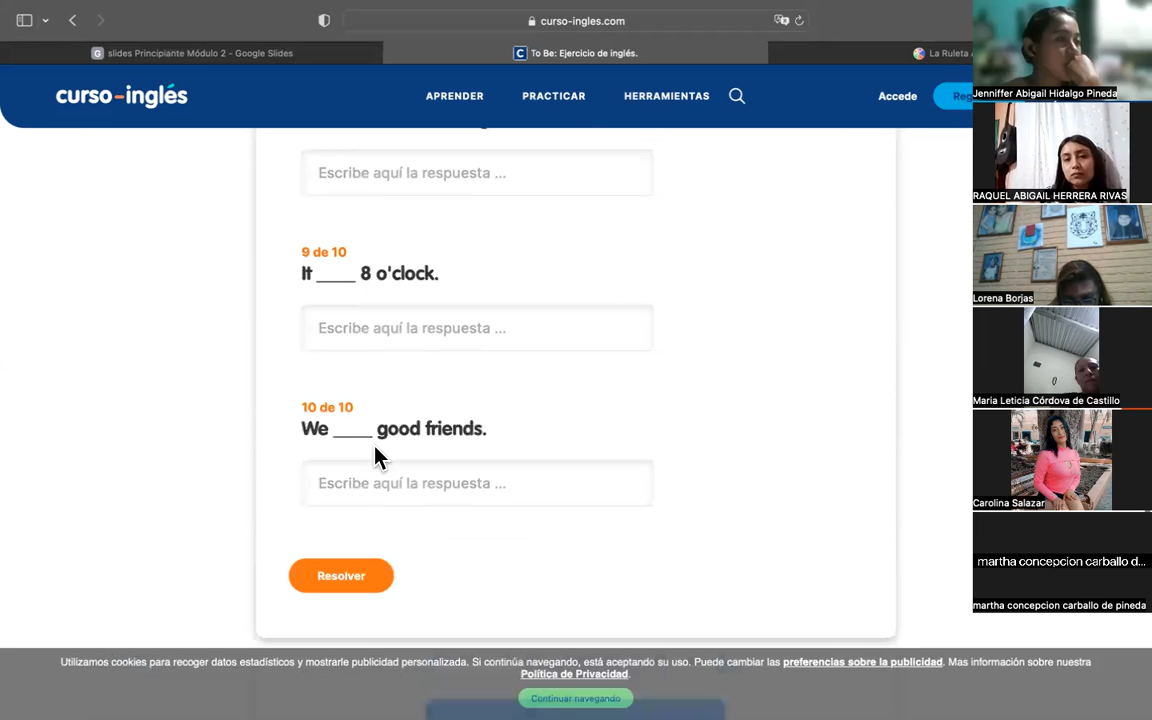 curso-ingles.com
slides Principiante Módulo 2 - Google Slides
To Be: Ejercicio de inglés.
La Ruleta
curso-inglés
APRENDER
PRACTICAR
HERRAMIENTAS
Accede
Escribe aquí la respuesta ...
9 de 10
It ____ 8 o'clock.
Escribe aquí la respuesta ...
10 de 10
We ____ good friends.
Escribe aquí la respuesta ...
Resolver
Utilizamos cookies para recoger datos estadísticos y mostrarle publicidad personalizada. Si continúa navegando, está aceptando su uso. Puede cambiar las preferencias sobre la publicidad. Mas información sobre nuestra
Política de Privacidad.
Continuar navegando
Jenniffer Abigail Hidalgo Pineda
RAQUEL ABIGAIL HERRERA RIVAS
Lorena Borjas
Maria Leticia Córdova de Castillo
Carolina Salazar
martha concepcion carballo d...
martha concepcion carballo de pineda